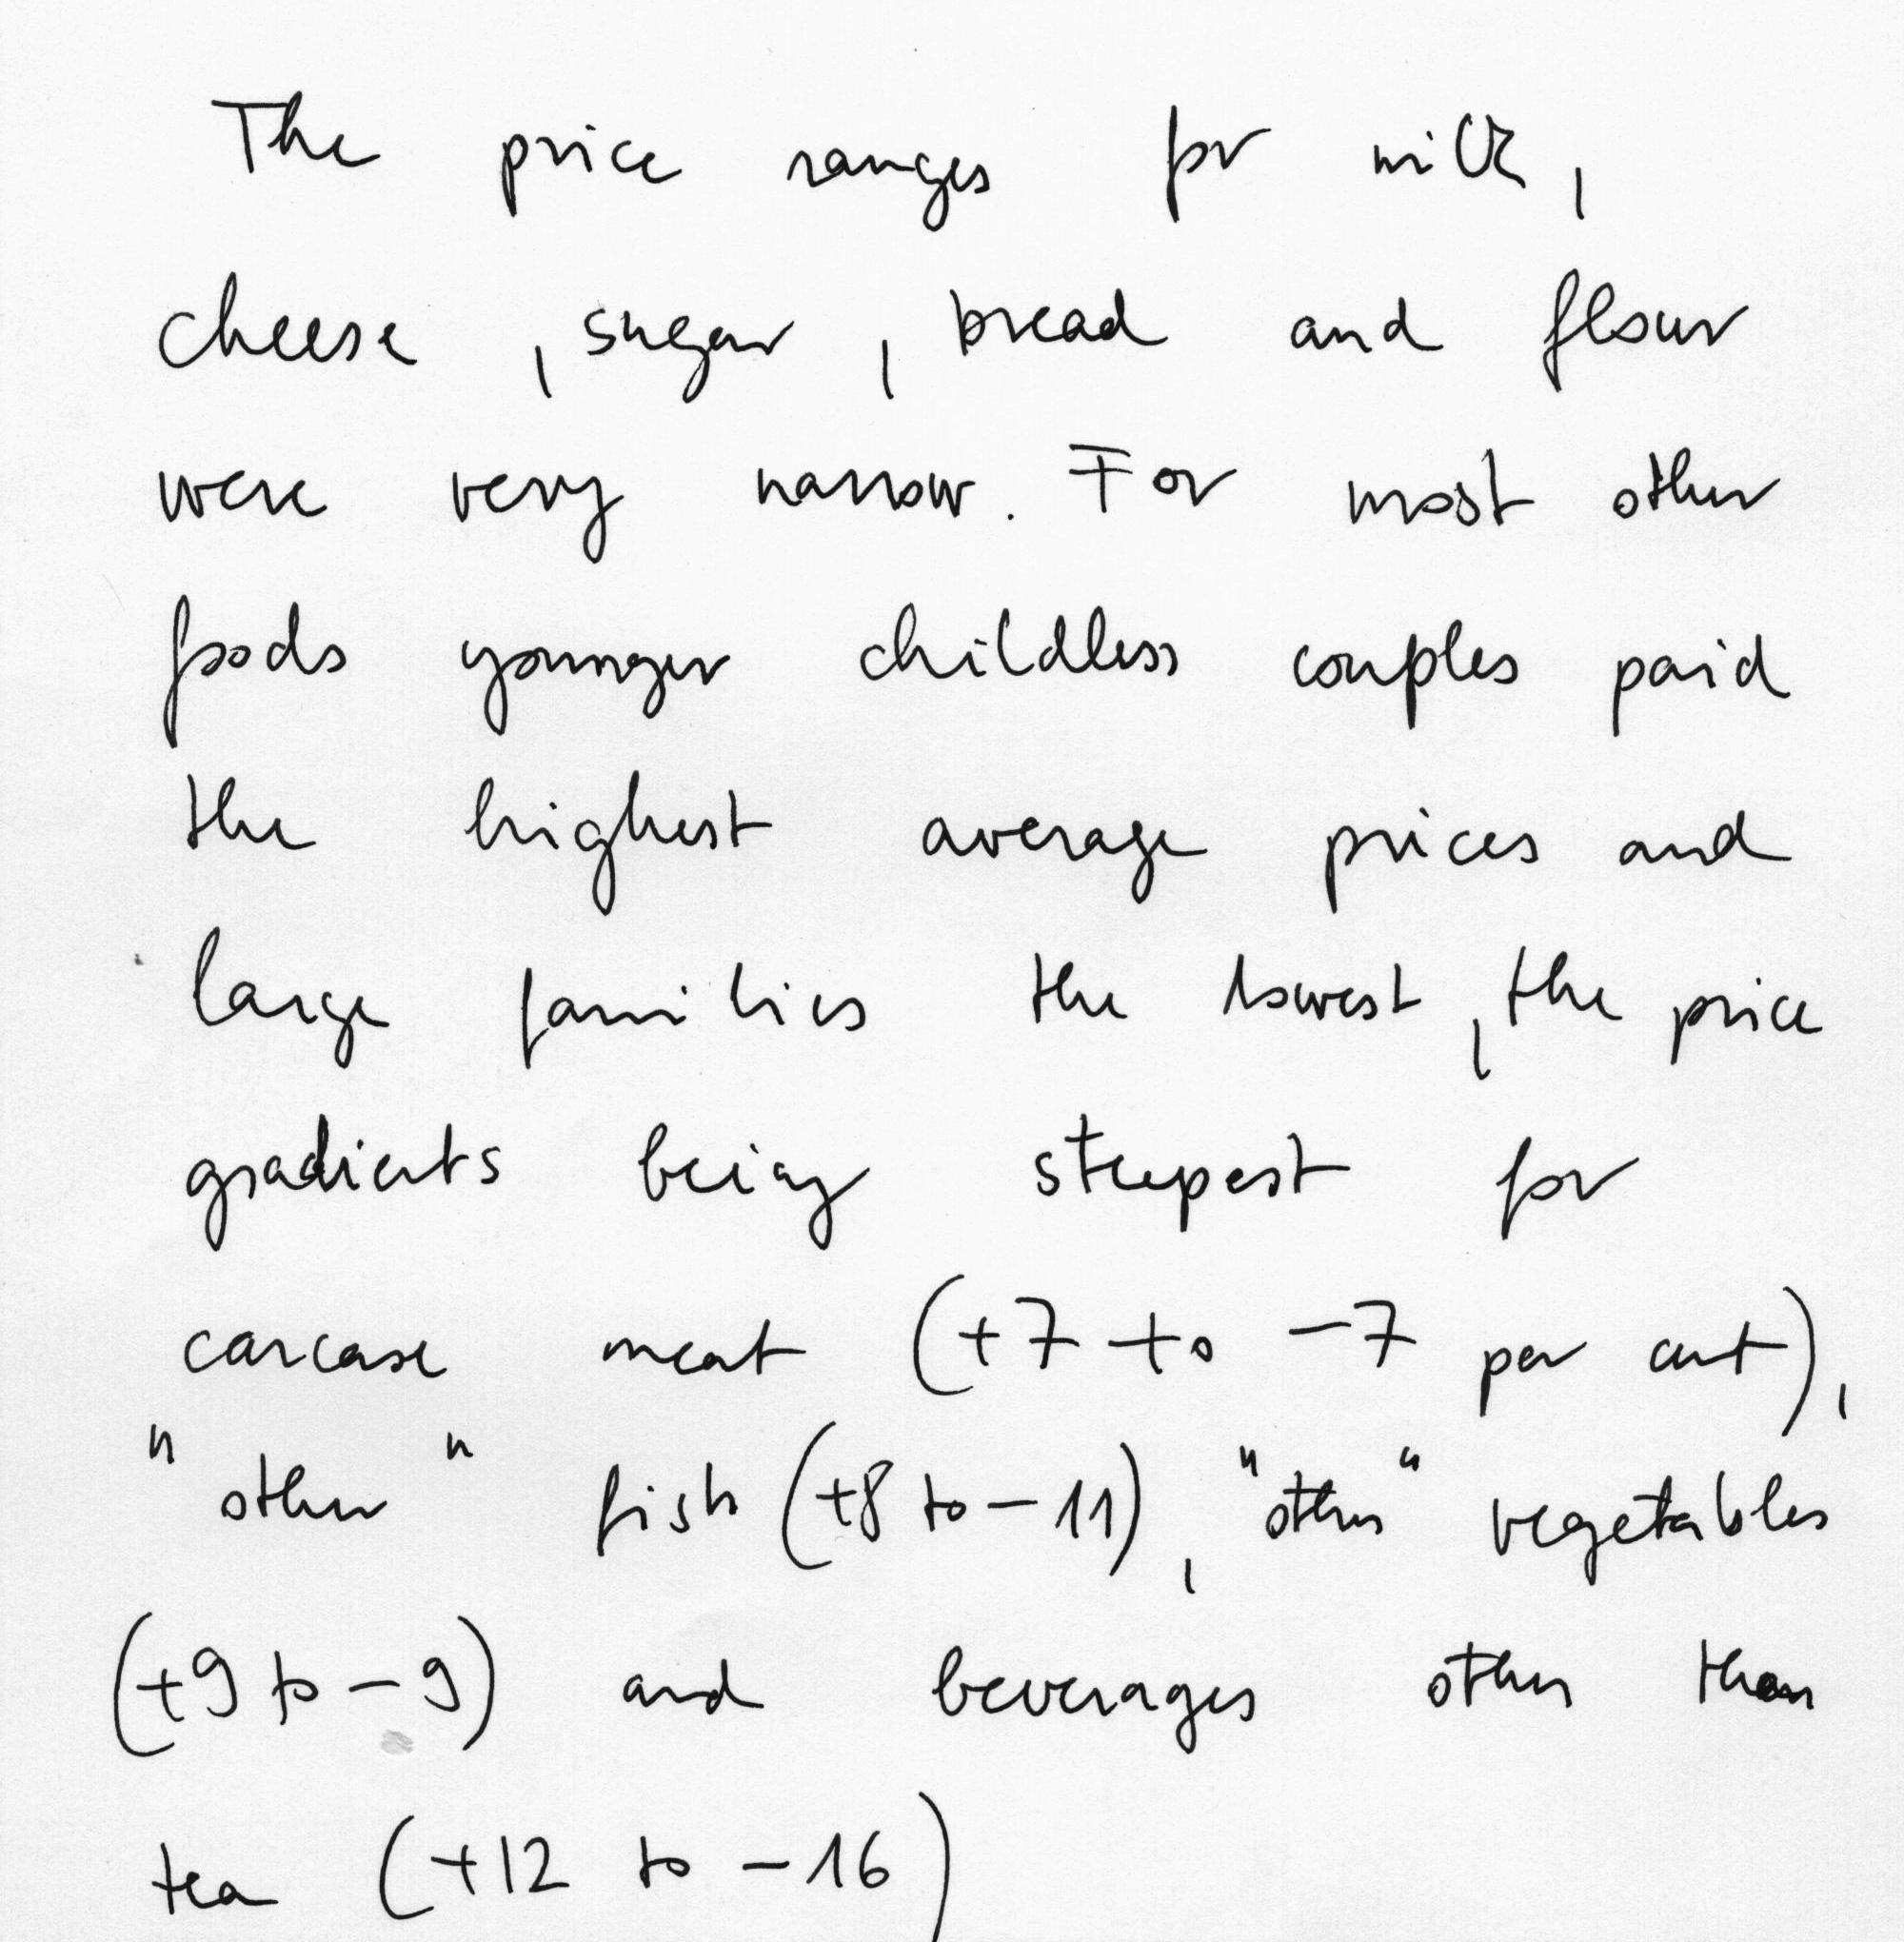 The price ranges for milk,
cheese, sugar, bread and flour
were very narrow. For most other
foods younger childless couples paid
the highest average prices and
large families the lowest, the price
gradients being steepest for
carcase meat (+7 to -7 per cent),
"other" fish (+8 to -11), "other" vegetables
(+9 to -9) and beverages other than
tea (+12 to -16)